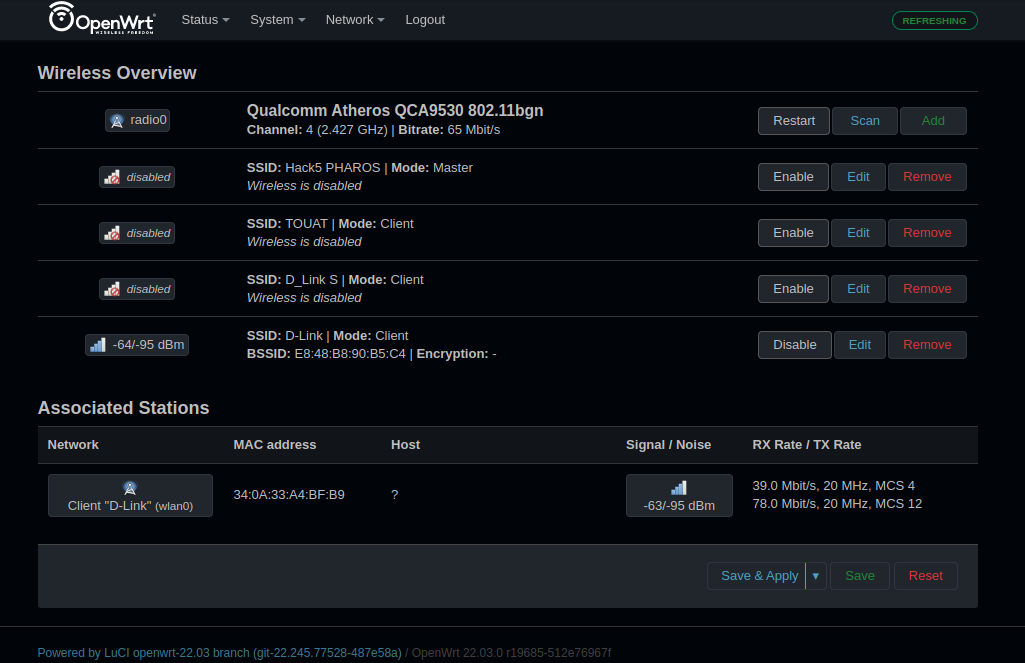 OpenWrt
WIRELESS FREEDOM
Status System Network Logout REFRESHING
Wireless Overview
radio0
Qualcomm Atheros QCA9530 802.11bgn
Channel: 4 (2.427 GHz) | Bitrate: 65 Mbit/s
Restart Scan Add
disabled
SSID: Hack5 PHAROS | Mode: Master
Wireless is disabled
Enable Edit Remove
disabled
SSID: TOUAT | Mode: Client
Wireless is disabled
Enable Edit Remove
disabled
SSID: D_Link S | Mode: Client
Wireless is disabled
Enable Edit Remove
-64/-95 dBm
SSID: D-Link | Mode: Client
BSSID: E8:48:B8:90:B5:C4 | Encryption: -
Disable Edit Remove
Associated Stations
Network MAC address Host Signal / Noise RX Rate / TX Rate
Client "D-Link" (wlan0)
34:0A:33:A4:BF:B9
?
-63/-95 dBm
39.0 Mbit/s, 20 MHz, MCS 4
78.0 Mbit/s, 20 MHz, MCS 12
Save & Apply Save Reset
Powered by LuCI openwrt-22.03 branch (git-22.245.77528-487e58a) / OpenWrt 22.03.0 r19685-512e76967f